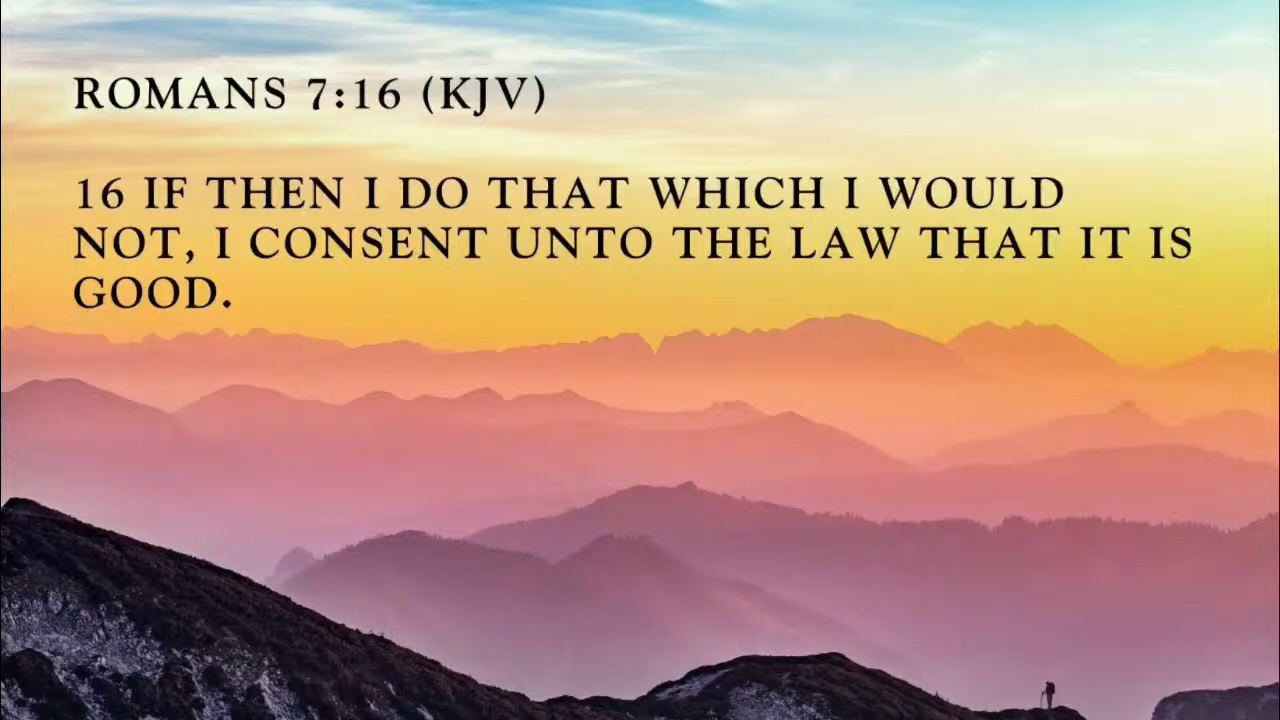 ROMANS 7:16 (KJV)
16 IF THEN I DO THAT WHICH I WOULD
NOT, I CONSENT UNTO THE LAW THAT IT IS
GOOD.